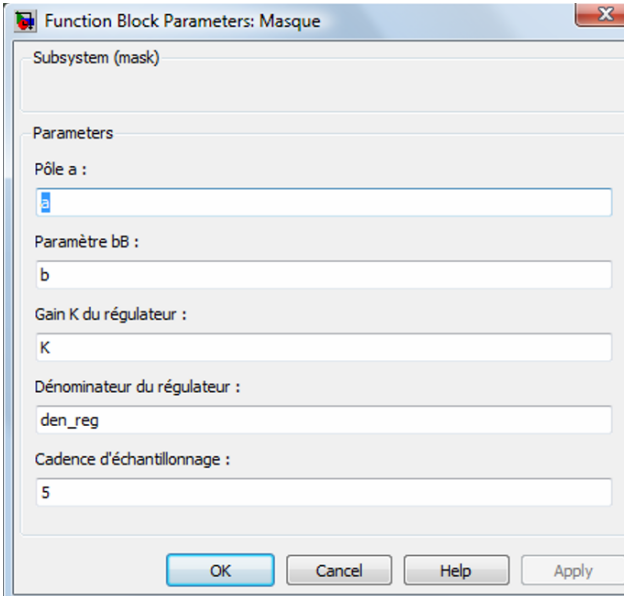 Function Block Parameters: Masque
Subsystem (mask)
Parameters
Pôle a :
a
Paramètre bB :
b
Gain K du régulateur :
K
Dénominateur du régulateur :
den_reg
Cadence d'échantillonnage :
5
OK Cancel Help Apply